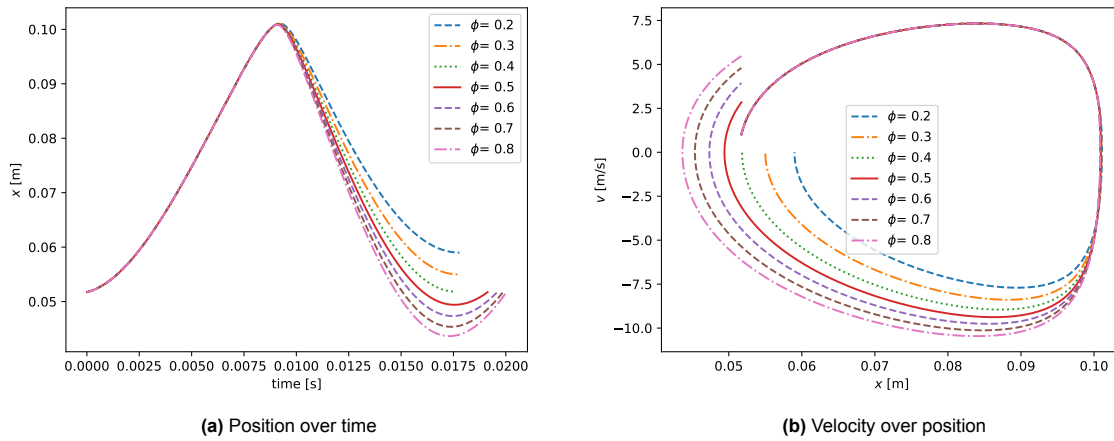 0.10
0.09
0.08
0.07
0.06
0.05
x [m]
0.0000 0.0025 0.0050 0.0075 0.0100 0.0125 0.0150 0.0175 0.0200
time [s]
ϕ= 0.2
ϕ= 0.3
ϕ= 0.4
ϕ= 0.5
ϕ= 0.6
ϕ= 0.7
ϕ= 0.8
(a) Position over time
7.5
5.0
2.5
0.0
−2.5
−5.0
−7.5
−10.0
v [m/s]
0.05 0.06 0.07 0.08 0.09 0.10
x [m]
ϕ= 0.2
ϕ= 0.3
ϕ= 0.4
ϕ= 0.5
ϕ= 0.6
ϕ= 0.7
ϕ= 0.8
(b) Velocity over position